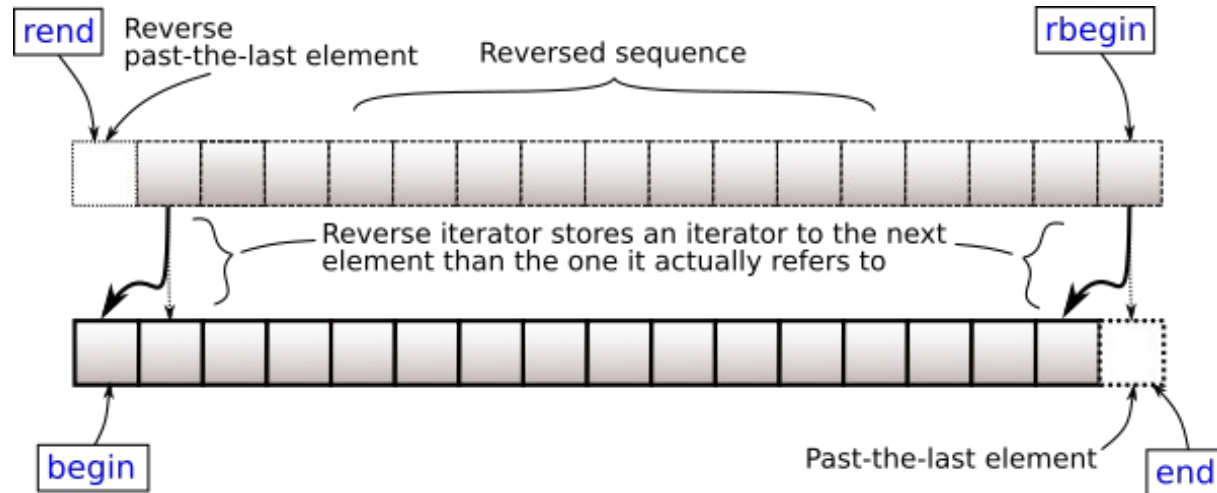 rend
Reverse
past-the-last element
Reversed sequence
rbegin
Reverse iterator stores an iterator to the next
element than the one it actually refers to
begin
Past-the-last element
end